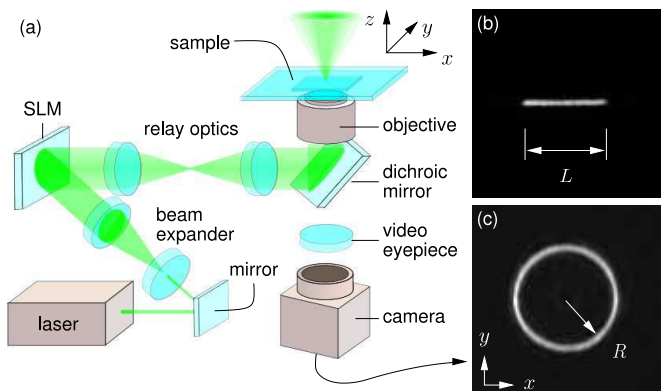 (a)
z
y
x
sample
SLM
relay optics
objective
dichroic
mirror
beam
expander
video
eyepiece
mirror
laser
camera
(b)
L
(c)
R
y
x